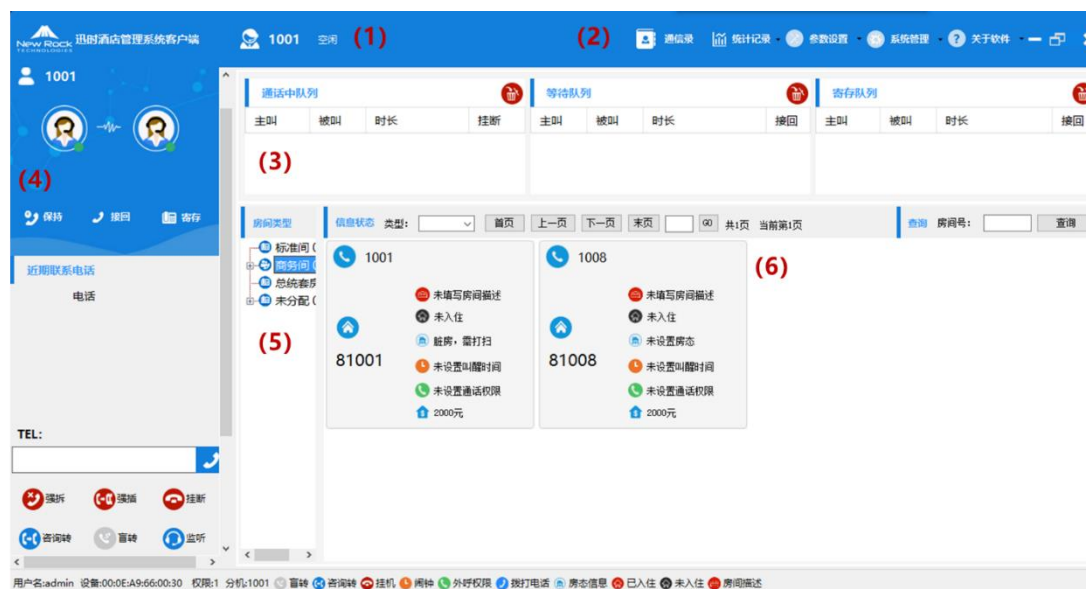 New Rock TECHNOLOGIES 迅时酒店管理系统客户端 1001 空闲 (1) (2) 通信录 统计记录 参数设置 系统管理 关于软件
1001
通话中队列 等待队列 寄存队列
主叫 被叫 时长 挂断 主叫 被叫 时长 接回 主叫 被叫 时长 接回
(3)
(4)
保持 接回 寄存
房间类型 信息状态 类型: 首页 上一页 下一页 末页 GO 共1页 当前第1页 查询 房间号: 查询
近期联系电话
电话
标准间 (
商务间 (
总统套房
未分配 (
(5)
1001
未填写房间描述
未入住
脏房，需打扫
81001
未设置叫醒时间
未设置通话权限
2000元
1008
未填写房间描述
未入住
未设置房态
81008
未设置叫醒时间
未设置通话权限
2000元
(6)
TEL:
强拆 强插 挂断
咨询转 盲转 监听
用户名:admin 设备:00:0E:A9:66:00:30 权限:1 分机:1001 盲转 咨询转 挂机 闹钟 外呼权限 拨打电话 房态信息 已入住 未入住 房间描述